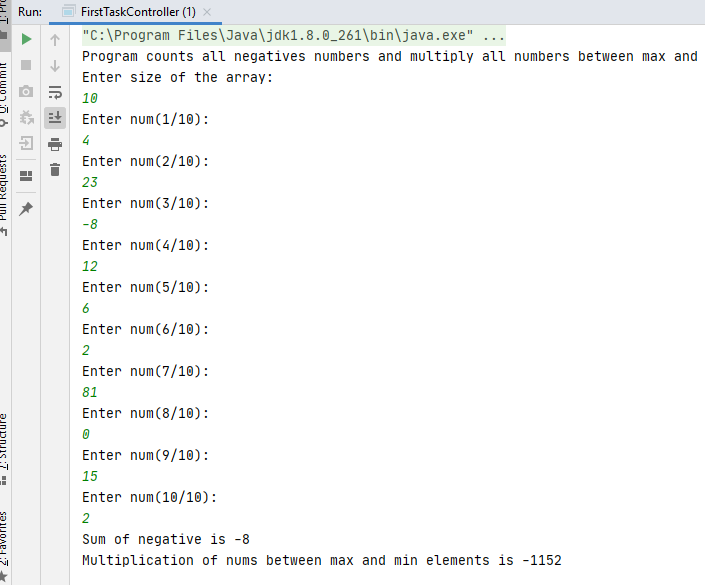 Run: FirstTaskController (1)
"C:\Program Files\Java\jdk1.8.0_261\bin\java.exe" ...
Program counts all negatives numbers and multiply all numbers between max and
Enter size of the array:
10
Enter num(1/10):
4
Enter num(2/10):
23
Enter num(3/10):
-8
Enter num(4/10):
12
Enter num(5/10):
6
Enter num(6/10):
2
Enter num(7/10):
81
Enter num(8/10):
0
Enter num(9/10):
15
Enter num(10/10):
2
Sum of negative is -8
Multiplication of nums between max and min elements is -1152
Commit
Pull Requests
Z: Structure
2: Favorites